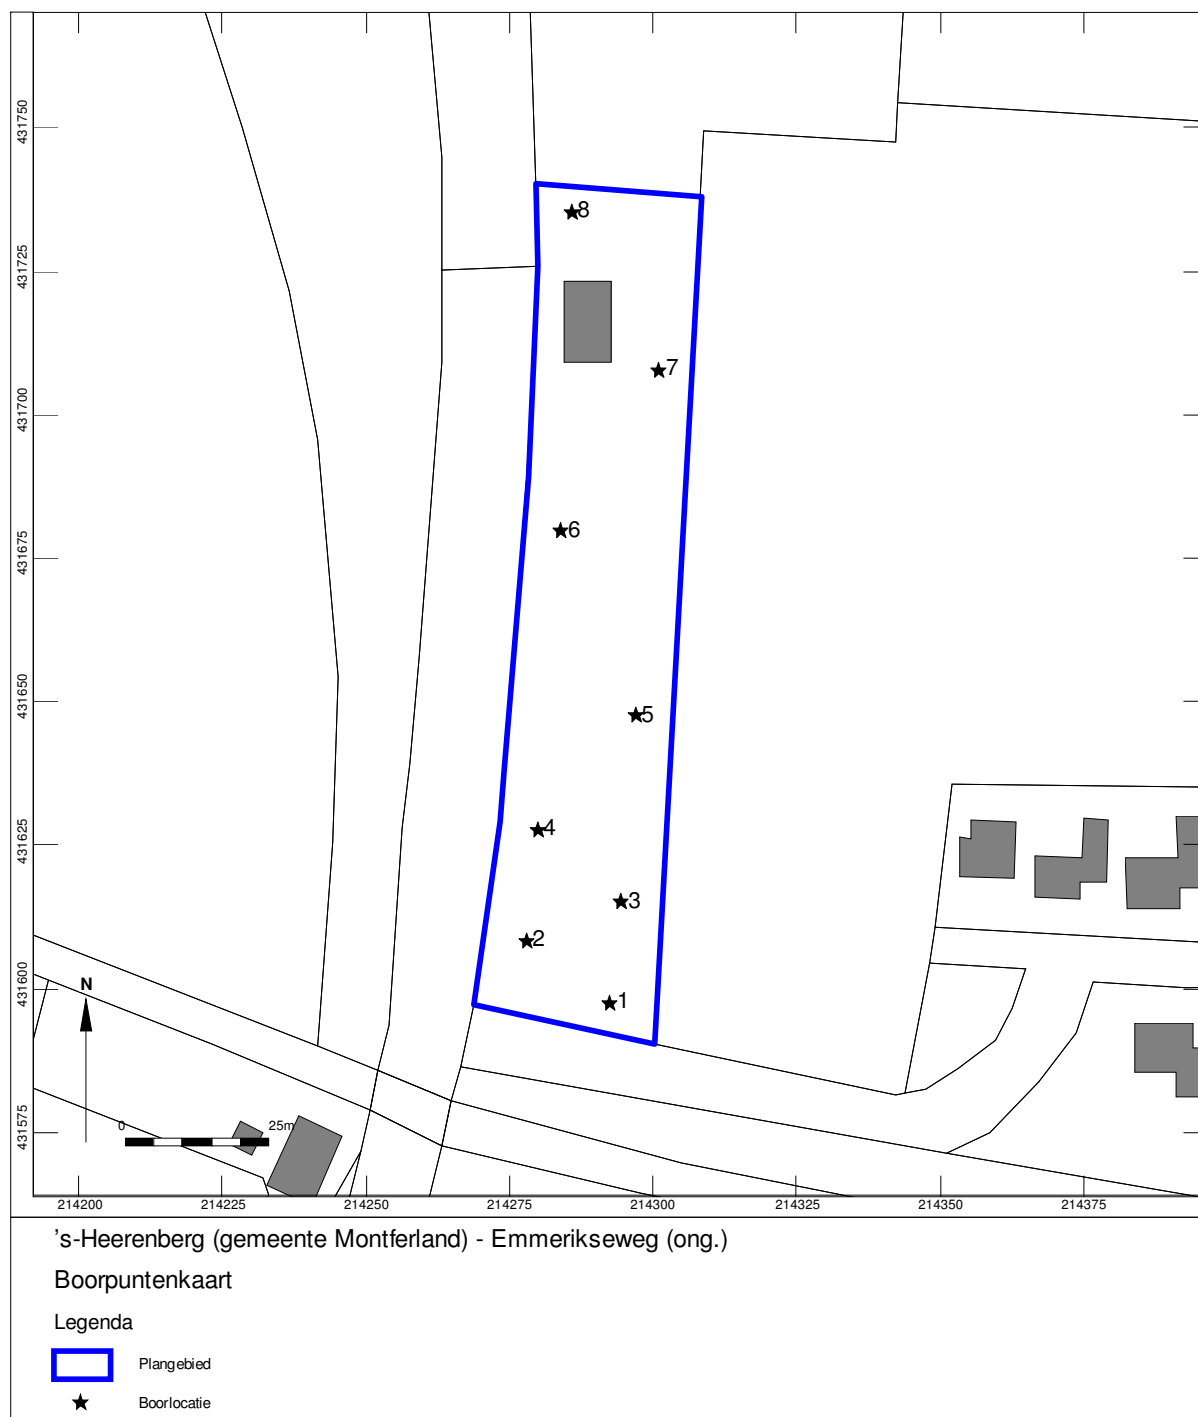 431750
431725
431700
431675
431650
431625
431600
431575
8
7
6
5
4
3
2
1
N
0 25m
214200 214225 214250 214275 214300 214325 214350 214375
's-Heerenberg (gemeente Montferland) - Emmerikseweg (ong.)
Boorpuntenkaart
Legenda
Plangebied
Boorlocatie